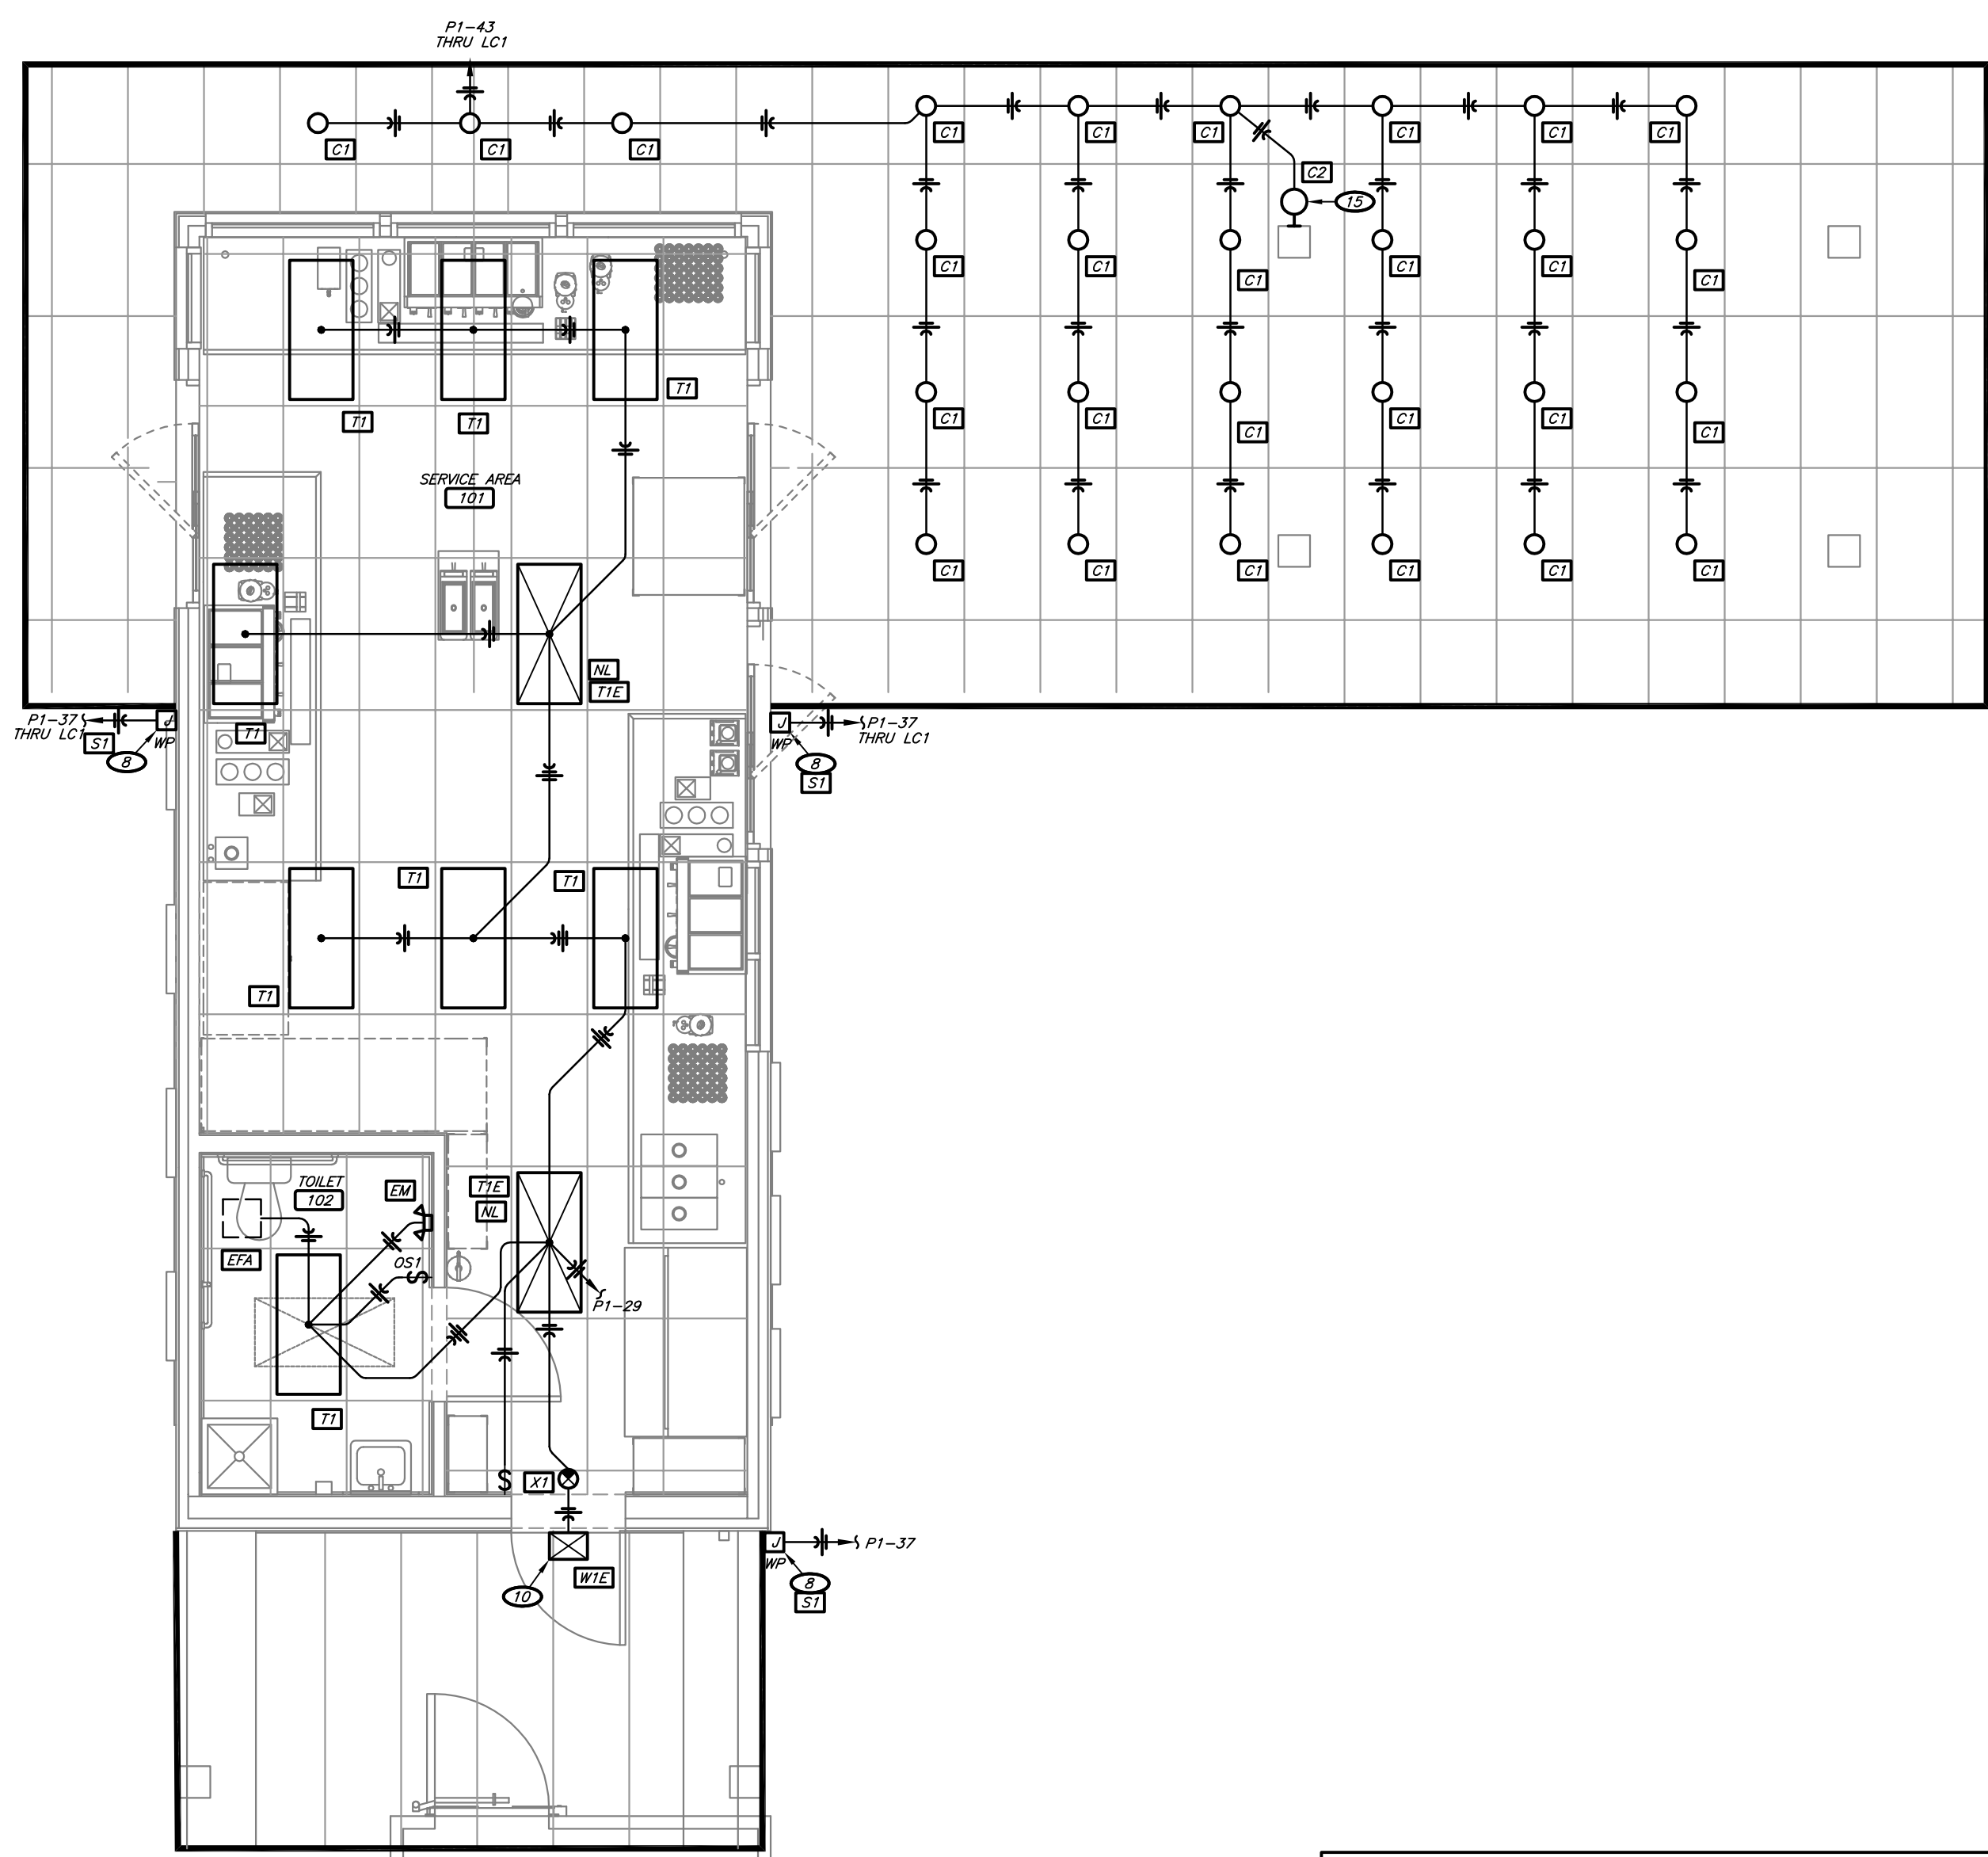 P1-43
THRU LC1
C1
C1
C1
C1
C1
C1
C1
C1
C1
C2
15
C1
C1
C1
C1
C1
C1
T1
T1
T1
C1
C1
C1
C1
C1
C1
SERVICE AREA
101
C1
C1
C1
C1
C1
C1
NL
T1E
P1-37
THRU LC1
S1
J
WP
8
T1
J
WP
P1-37
THRU LC1
8
S1
T1
T1
T1
TOILET
102
EM
T1E
NL
EFA
OS1
P1-29
T1
$
X1
J
WP
P1-37
W1E
10
8
S1